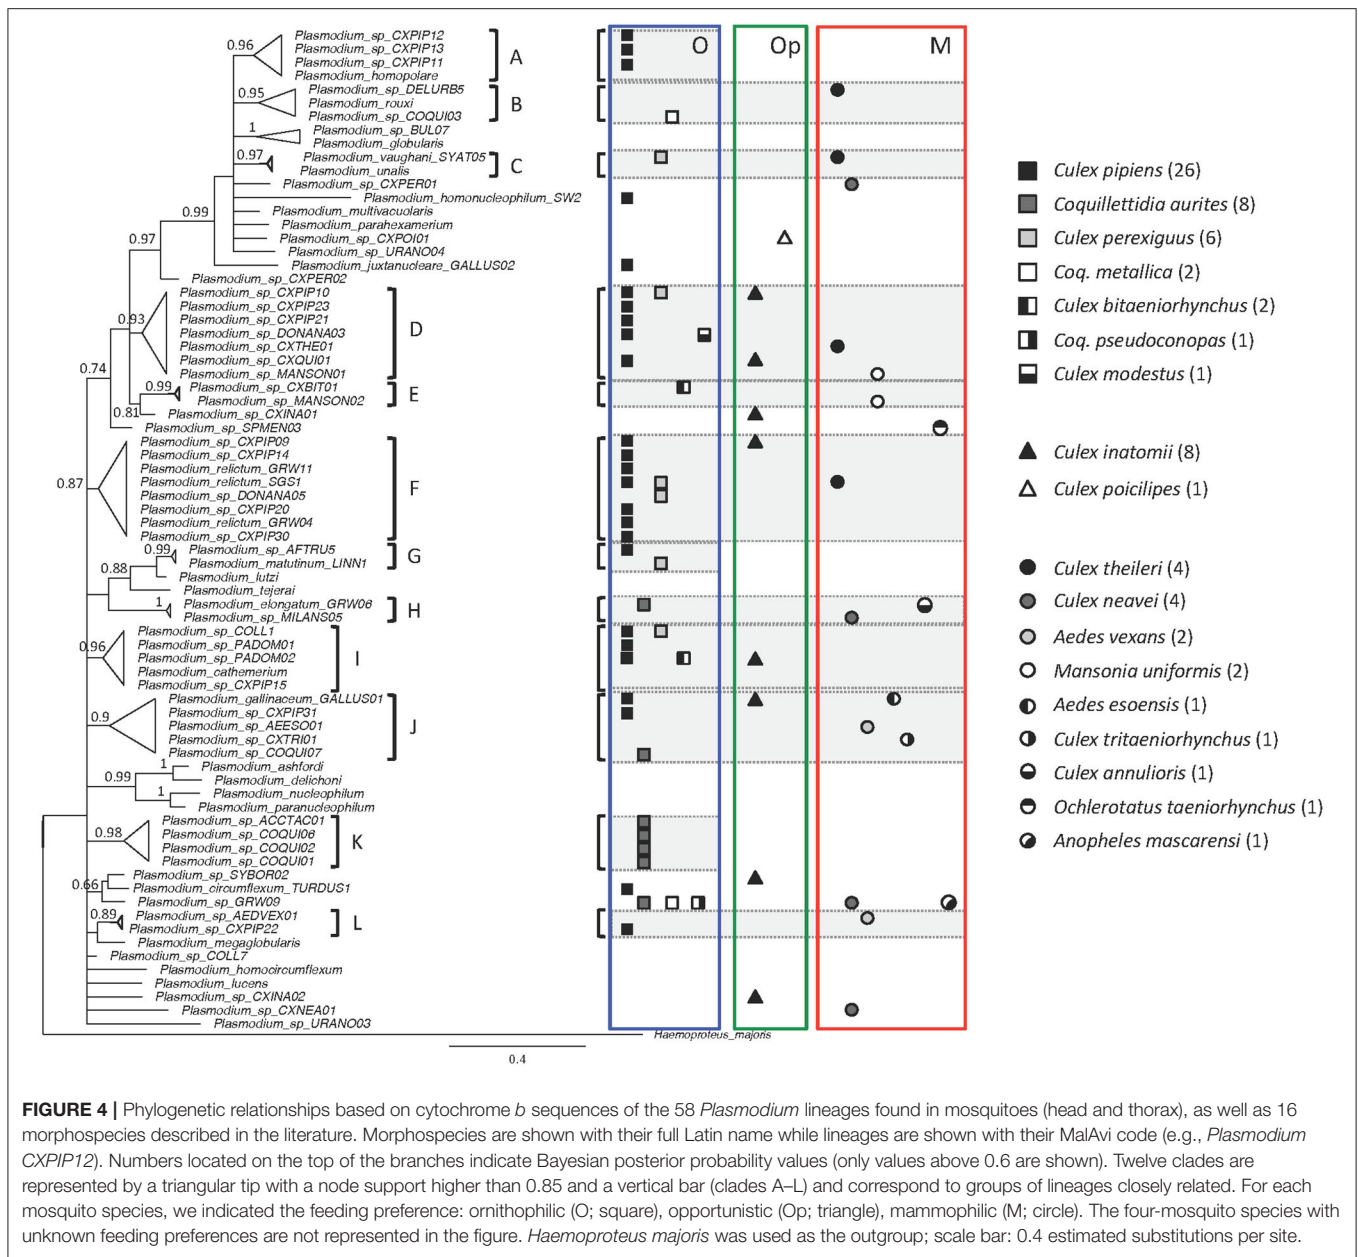 O
Op
M
0.96
Plasmodium_sp_CXPIP12
Plasmodium_sp_CXPIP13
Plasmodium_sp_CXPIP11
Plasmodium_homopolare
A
0.95
Plasmodium_sp_DELURB5
Plasmodium_rouxi
Plasmodium_sp_COQUI03
B
1
Plasmodium_sp_BUL07
Plasmodium_globularis
0.97
Plasmodium_vaughani_SYAT05
Plasmodium_unalis
C
Plasmodium_sp_CXPER01
Plasmodium_homonucleophilum_SW2
0.99
Plasmodium_multivacuolaris
Plasmodium_parahexamerium
Plasmodium_sp_CXPOI01
0.97
Plasmodium_sp_URANO04
Plasmodium_juxtanucleare_GALLUS02
Plasmodium_sp_CXPER02
Plasmodium_sp_CXPIP10
Plasmodium_sp_CXPIP23
0.93
Plasmodium_sp_CXPIP21
Plasmodium_sp_DONANA03
Plasmodium_sp_CXTHE01
Plasmodium_sp_CXQUI01
Plasmodium_sp_MANSON01
D
0.74
0.99
Plasmodium_sp_CXBIT01
Plasmodium_sp_MANSON02
E
0.81
Plasmodium_sp_CXINA01
Plasmodium_sp_SPMEN03
Plasmodium_sp_CXPIP09
Plasmodium_sp_CXPIP14
Plasmodium_relictum_GRW11
0.87
Plasmodium_relictum_SGS1
Plasmodium_sp_DONANA05
Plasmodium_sp_CXPIP20
Plasmodium_relictum_GRW04
Plasmodium_sp_CXPIP30
F
0.99
Plasmodium_sp_AFTRU5
Plasmodium_matutinum_LINN1
G
0.88
Plasmodium_lutzi
Plasmodium_tejerai
1
Plasmodium_elongatum_GRW06
Plasmodium_sp_MILANS05
H
0.96
Plasmodium_sp_COLL1
Plasmodium_sp_PADOM01
Plasmodium_sp_PADOM02
Plasmodium_cathemerium
Plasmodium_sp_CXPIP15
I
0.9
Plasmodium_gallinaceum_GALLUS01
Plasmodium_sp_CXPIP31
Plasmodium_sp_AEESO01
Plasmodium_sp_CXTRI01
Plasmodium_sp_COQUI07
J
0.99
1
Plasmodium_ashfordi
Plasmodium_delichoni
1
Plasmodium_nucleophilum
Plasmodium_paranucleophilum
0.98
Plasmodium_sp_ACCTAC01
Plasmodium_sp_COQUI06
Plasmodium_sp_COQUI02
Plasmodium_sp_COQUI01
K
0.66
Plasmodium_sp_SYBOR02
Plasmodium_circumflexum_TURDUS1
Plasmodium_sp_GRW09
0.89
Plasmodium_sp_AEDVEX01
Plasmodium_sp_CXPIP22
L
Plasmodium_megaglobularis
Plasmodium_sp_COLL7
Plasmodium_homocircumflexum
Plasmodium_lucens
Plasmodium_sp_CXINA02
Plasmodium_sp_CXNEA01
Plasmodium_sp_URANO03
Haemoproteus_majoris
0.4
Culex pipiens (26)
Coquillettidia aurites (8)
Culex perexiguus (6)
Coq. metallica (2)
Culex bitaeniorhynchus (2)
Coq. pseudoconopas (1)
Culex modestus (1)
Culex inatomii (8)
Culex poicilipes (1)
Culex theileri (4)
Culex neavei (4)
Aedes vexans (2)
Mansonia uniformis (2)
Aedes esoensis (1)
Culex tritaeniorhynchus (1)
Culex annulioris (1)
Ochlerotatus taeniorhynchus (1)
Anopheles mascarensi (1)
FIGURE 4 | Phylogenetic relationships based on cytochrome b sequences of the 58 Plasmodium lineages found in mosquitoes (head and thorax), as well as 16
morphospecies described in the literature. Morphospecies are shown with their full Latin name while lineages are shown with their MalAvi code (e.g., Plasmodium
CXPIP12). Numbers located on the top of the branches indicate Bayesian posterior probability values (only values above 0.6 are shown). Twelve clades are
represented by a triangular tip with a node support higher than 0.85 and a vertical bar (clades A–L) and correspond to groups of lineages closely related. For each
mosquito species, we indicated the feeding preference: ornithophilic (O; square), opportunistic (Op; triangle), mammophilic (M; circle). The four-mosquito species with
unknown feeding preferences are not represented in the figure. Haemoproteus majoris was used as the outgroup; scale bar: 0.4 estimated substitutions per site.